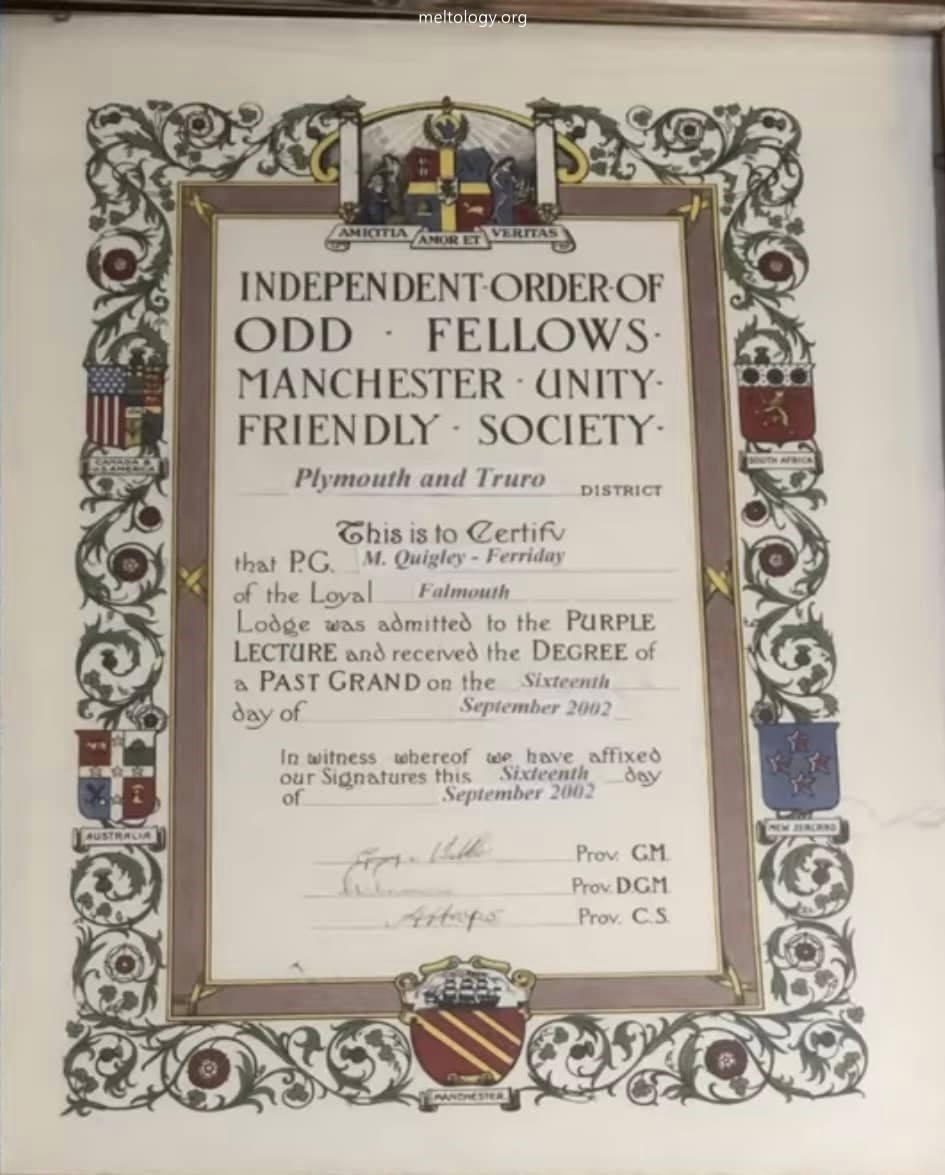 meltology.org
AMICITIA AMOR ET VERITAS
INDEPENDENT·ORDER·OF
ODD · FELLOWS·
MANCHESTER · UNITY·
FRIENDLY · SOCIETY·
Plymouth and Truro DISTRICT
CANADA &
U.S. AMERICA
SOUTH AFRICA
This is to Certify
that P.G. M. Quigley - Ferriday
of the Loyal Falmouth
Lodge was admitted to the PURPLE
LECTURE and received the DEGREE of
a PAST GRAND on the Sixteenth
day of September 2002
In witness whereof we have affixed
our Signatures this Sixteenth day
of September 2002
AUSTRALIA
NEW ZEALAND
Prov. G.M.
Prov. D.G.M.
Prov. C.S.
MANCHESTER